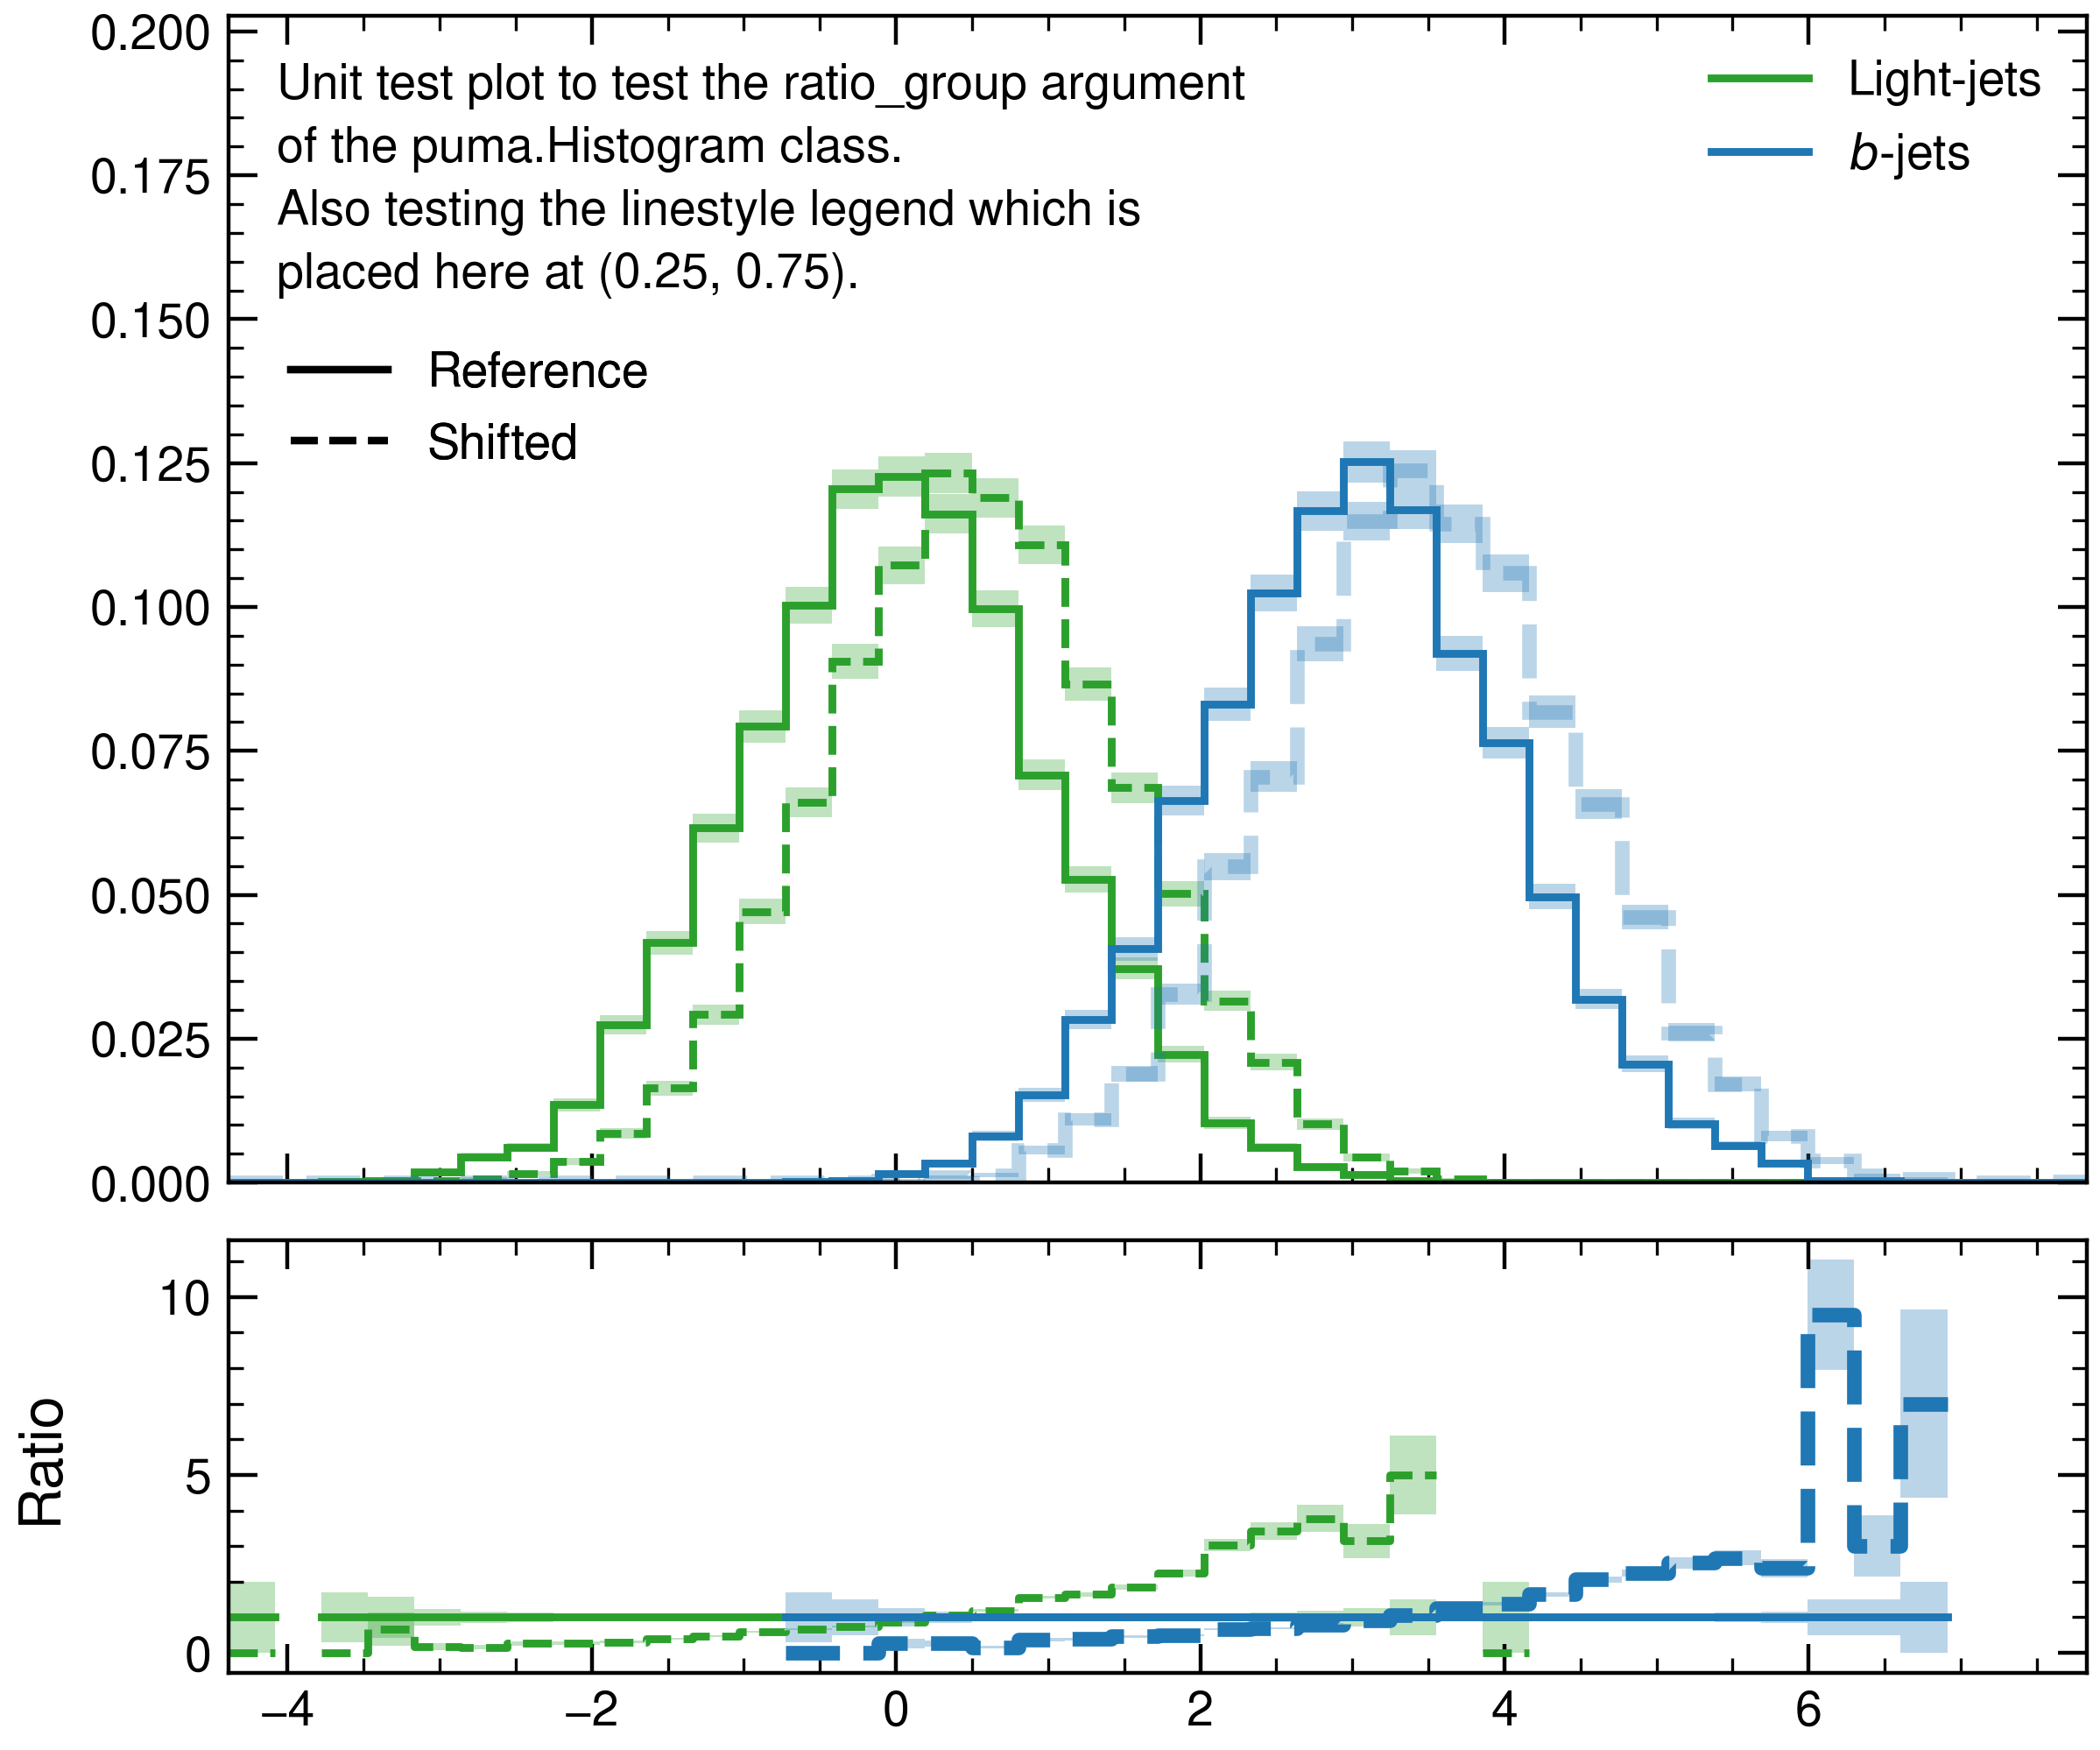 0.200
0.175
0.150
0.125
0.100
0.075
0.050
0.025
0.000
Unit test plot to test the ratio_group argument
of the puma.Histogram class.
Also testing the linestyle legend which is
placed here at (0.25, 0.75).
Reference
Shifted
Light-jets
b-jets
Ratio
10
5
0
−4
−2
0
2
4
6